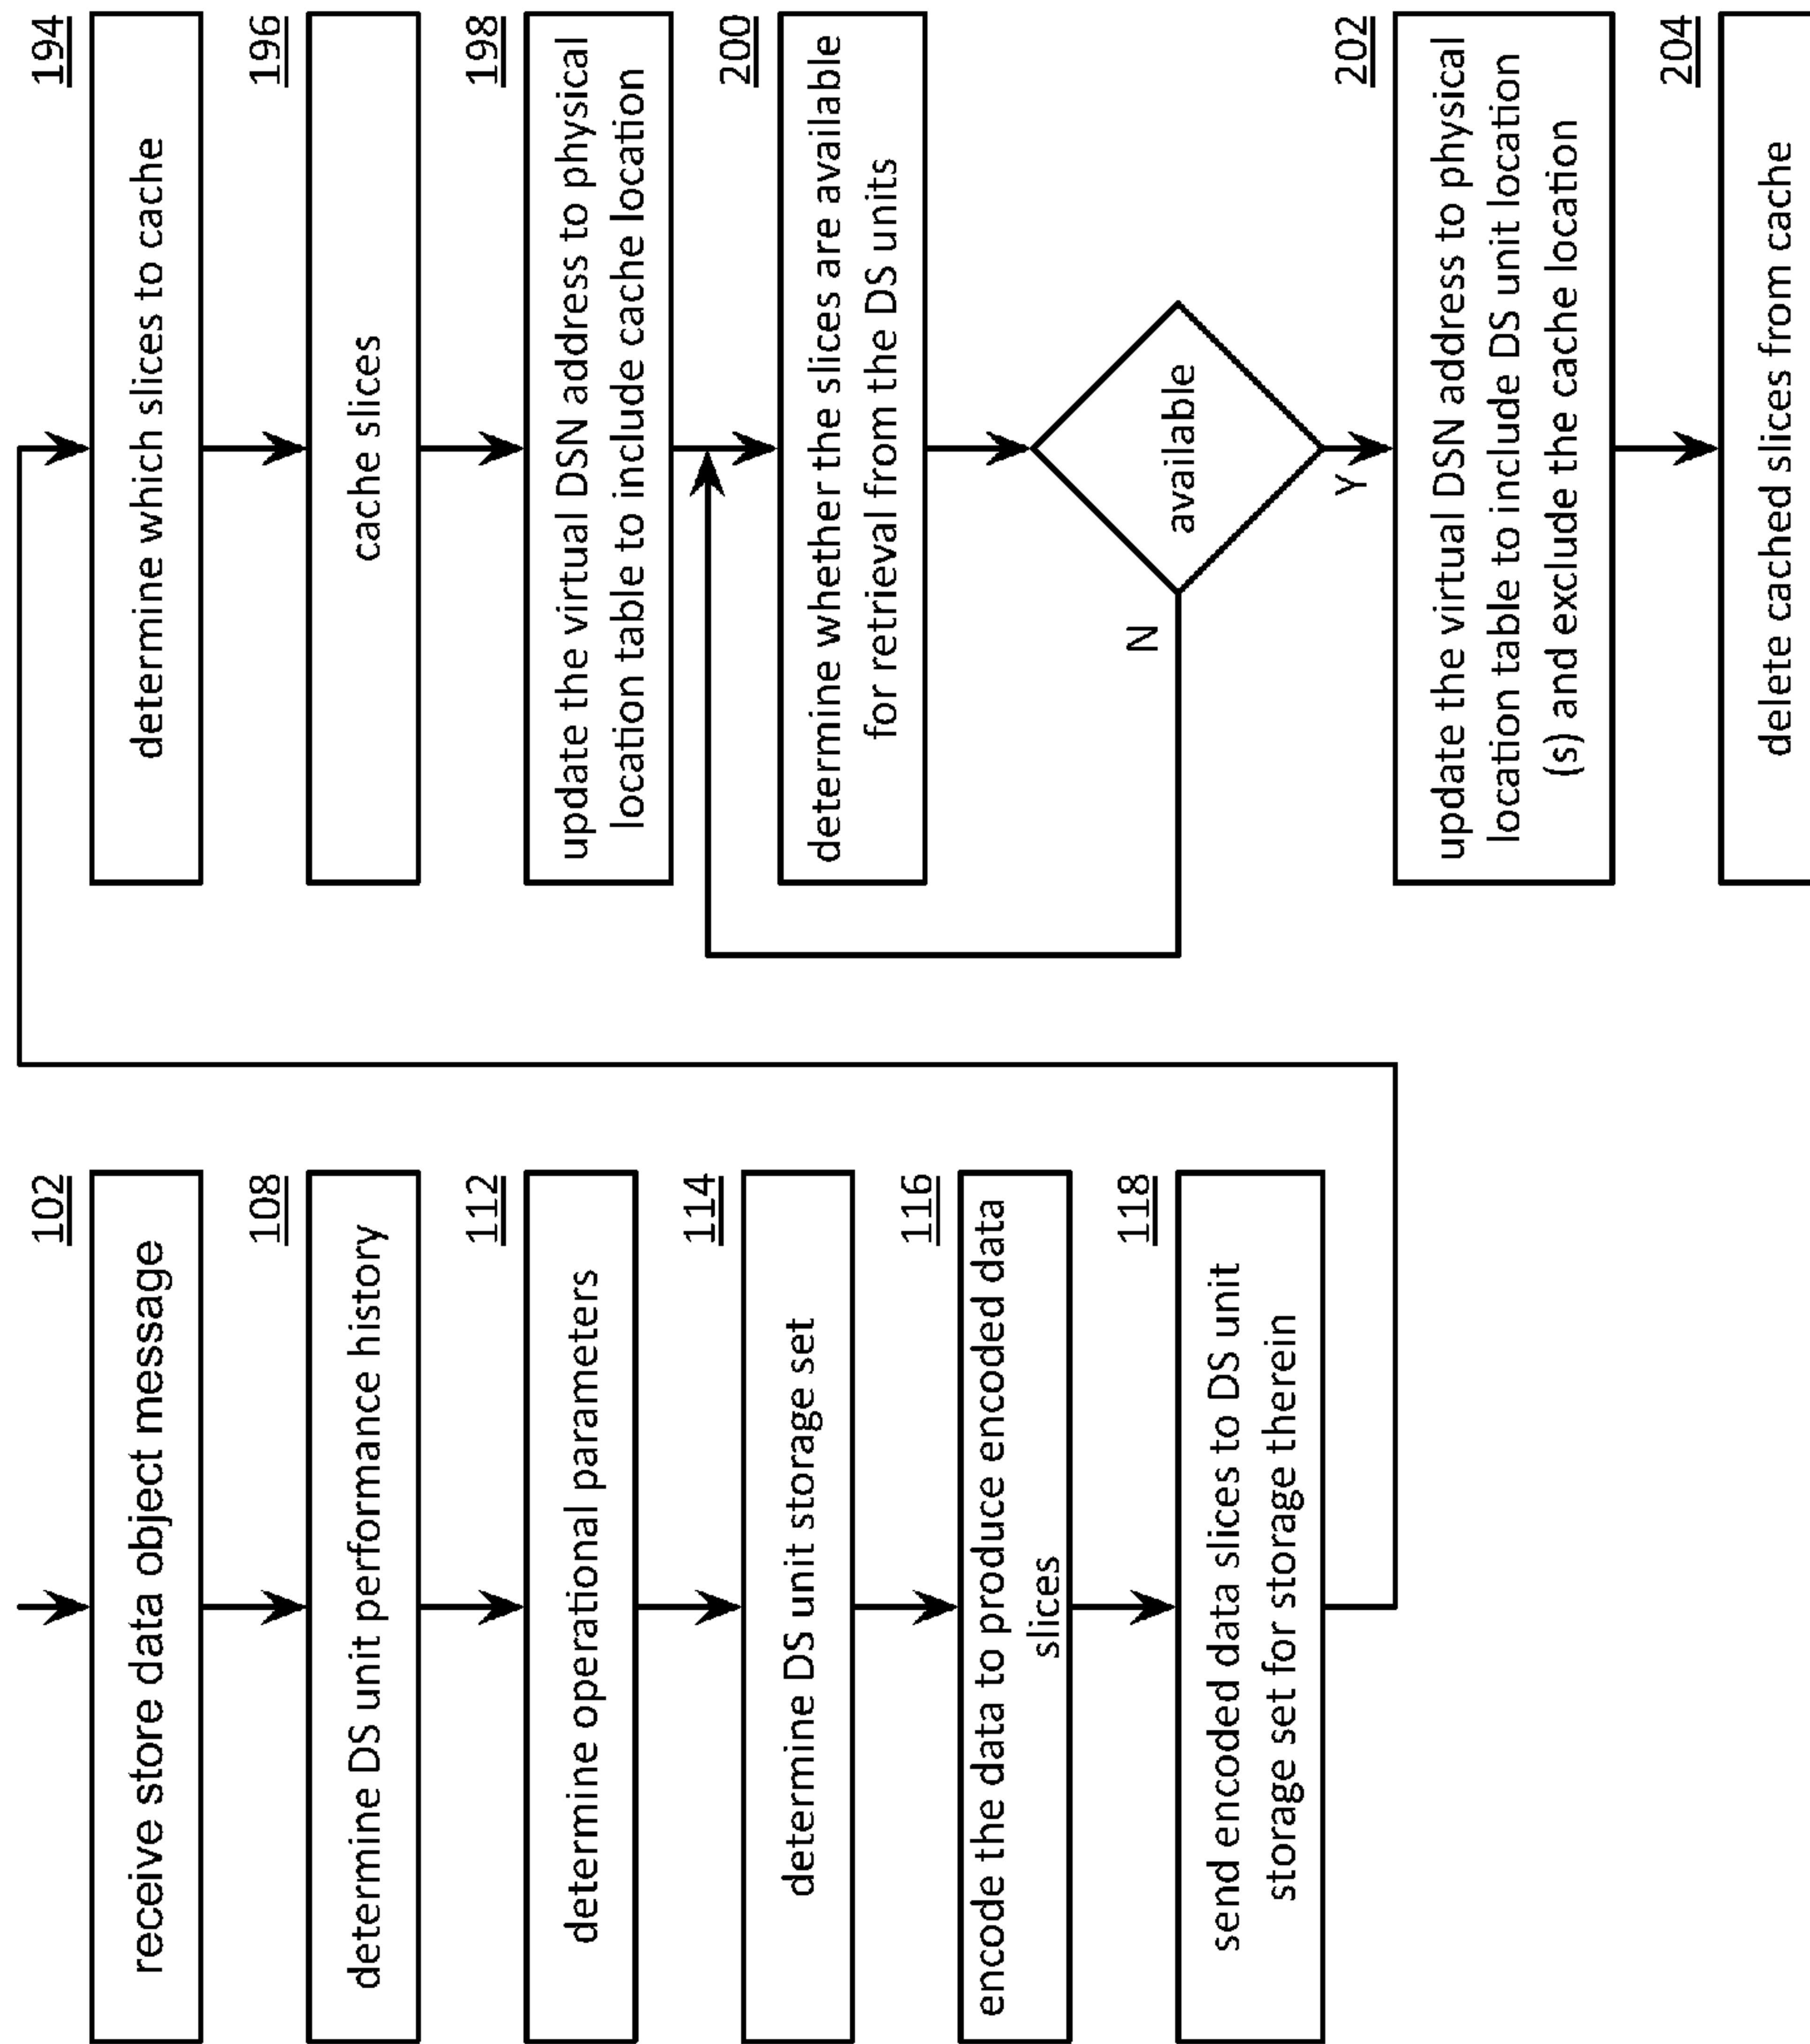 102
receive store data object message
108
determine DS unit performance history
112
determine operational parameters
114
determine DS unit storage set
116
encode the data to produce encoded data
slices
118
send encoded data slices to DS unit
storage set for storage therein
194
determine which slices to cache
196
cache slices
198
update the virtual DSN address to physical
location table to include cache location
200
determine whether the slices are available
for retrieval from the DS units
available
N
Y
202
update the virtual DSN address to physical
location table to include DS unit location
(s) and exclude the cache location
204
delete cached slices from cache